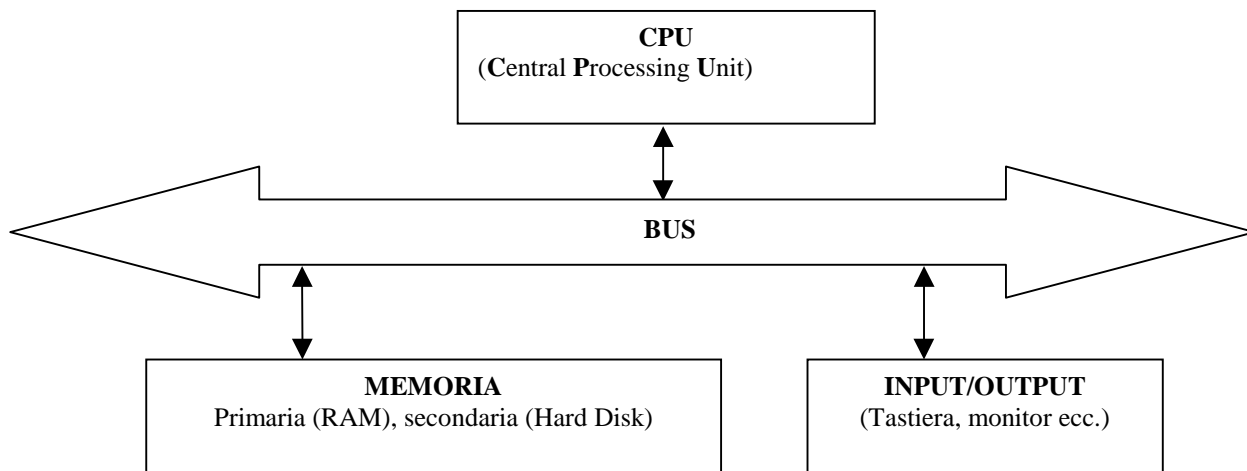 CPU
(Central Processing Unit)
BUS
MEMORIA
Primaria (RAM), secondaria (Hard Disk)
INPUT/OUTPUT
(Tastiera, monitor ecc.)